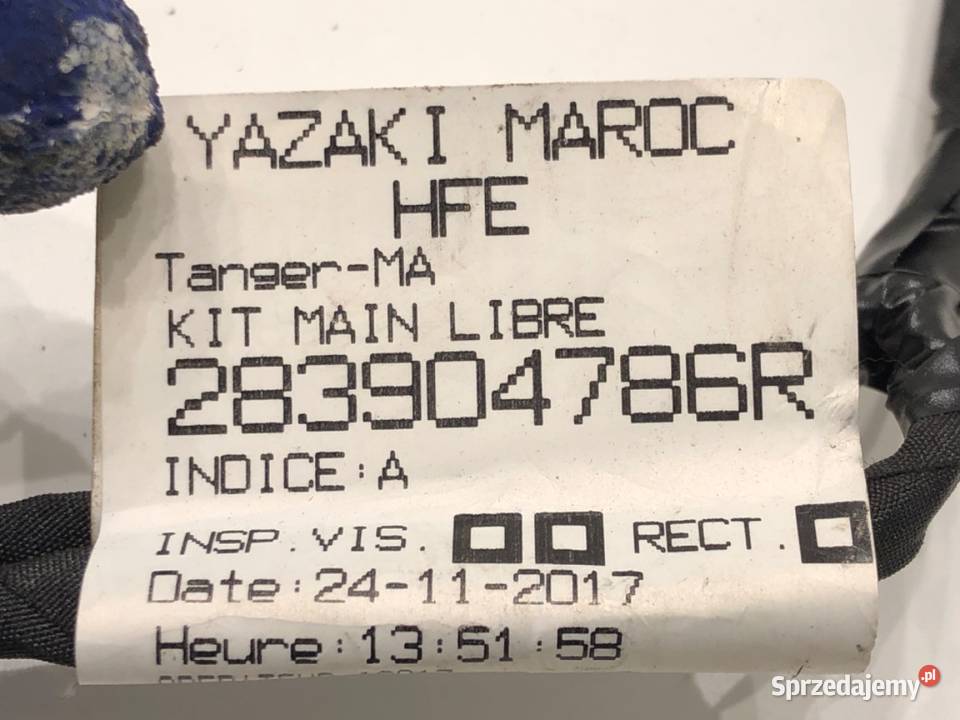 YAZAKI MAROC
HFE
Tanger-MA
KIT MAIN LIBRE
283904786R
INDICE:A
INSP.VIS. RECT.
Date:24-11-2017
Heure:13:51:58
Sprzedajemy.pl